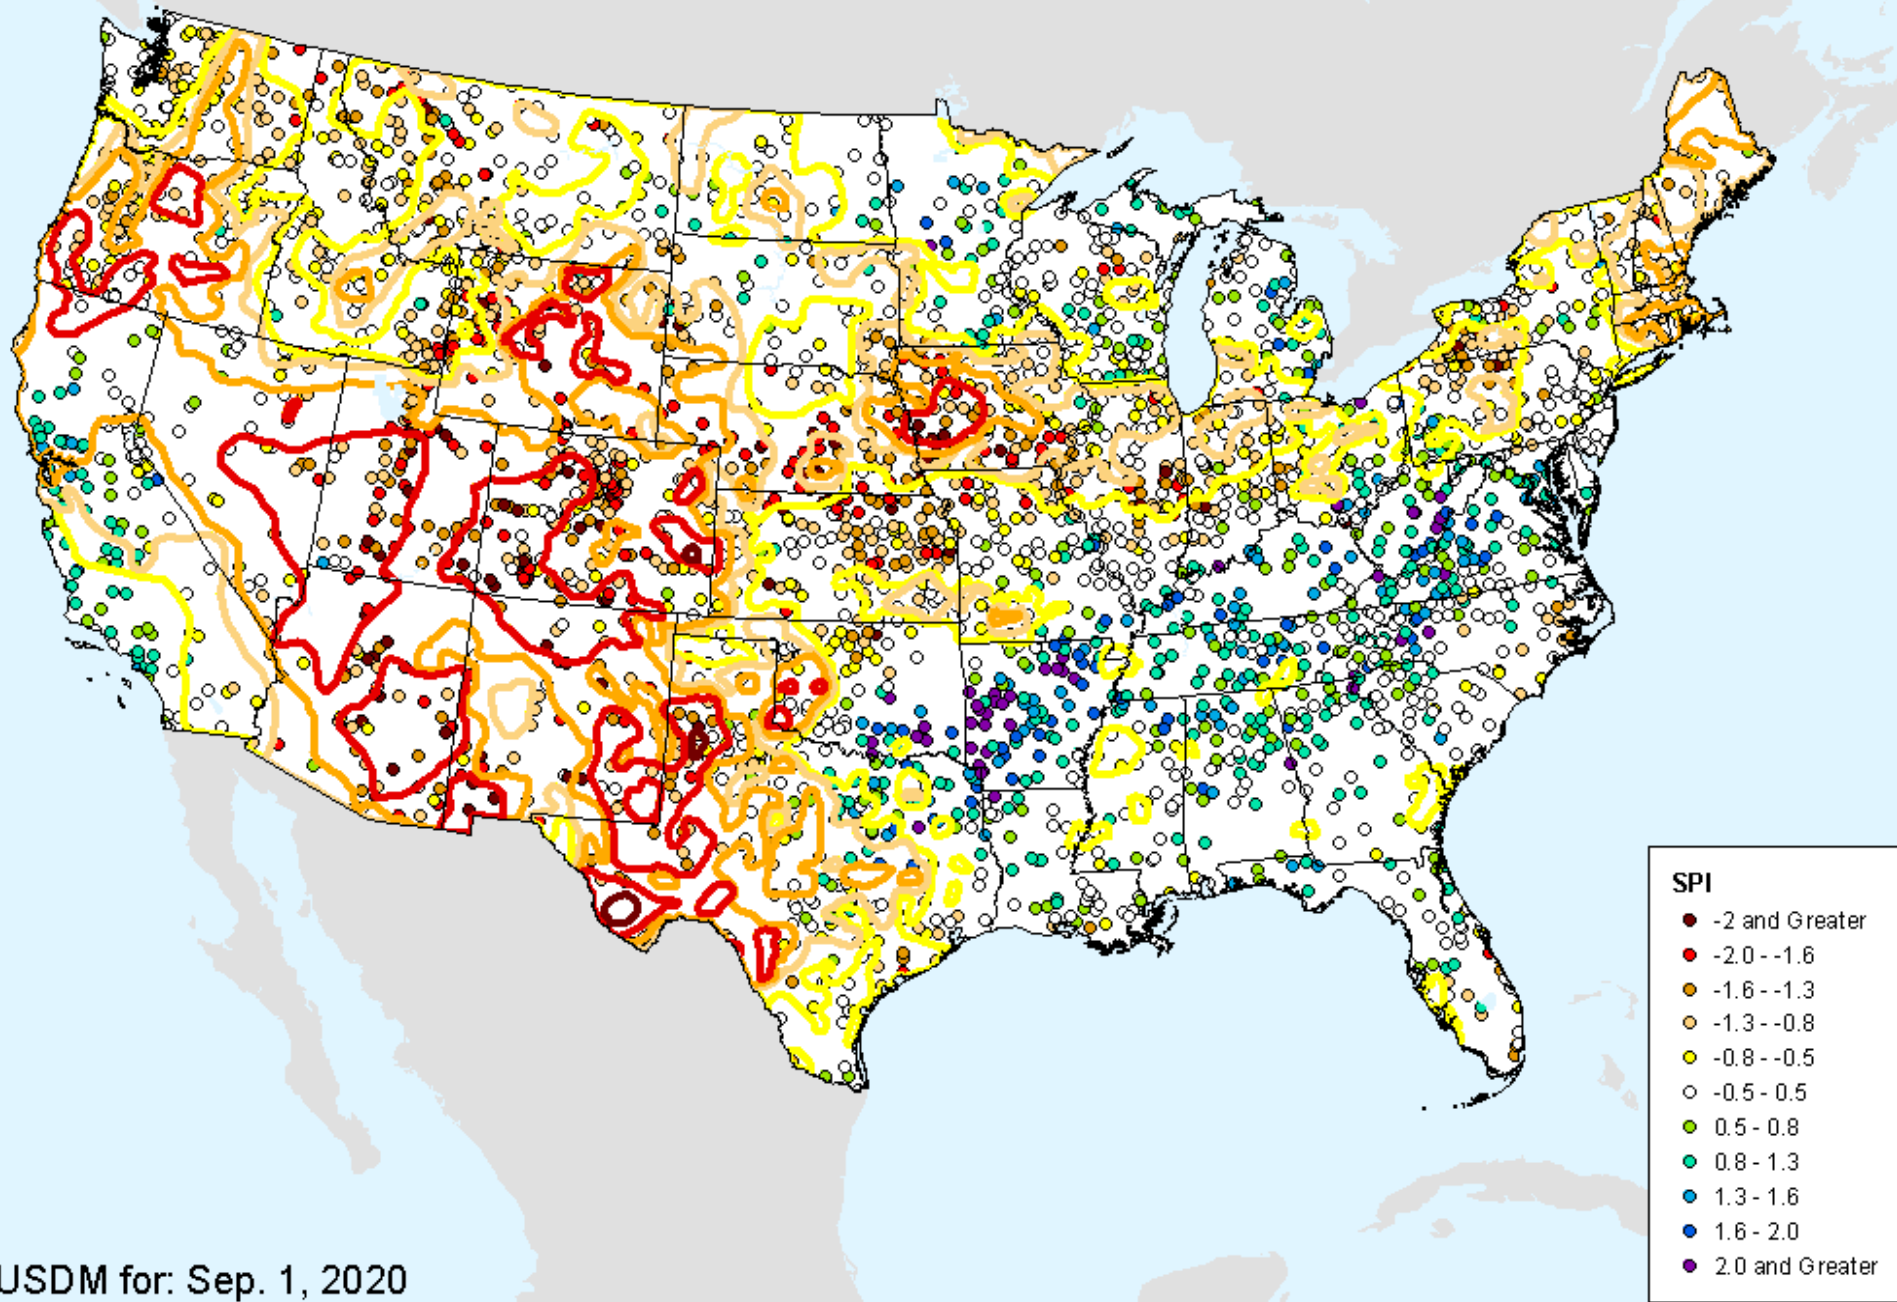 SPI
-2 and Greater
-2.0 - -1.6
-1.6 - -1.3
-1.3 - -0.8
-0.8 - -0.5
-0.5 - 0.5
0.5 - 0.8
0.8 - 1.3
1.3 - 1.6
1.6 - 2.0
2.0 and Greater
USDM for: Sep. 1, 2020